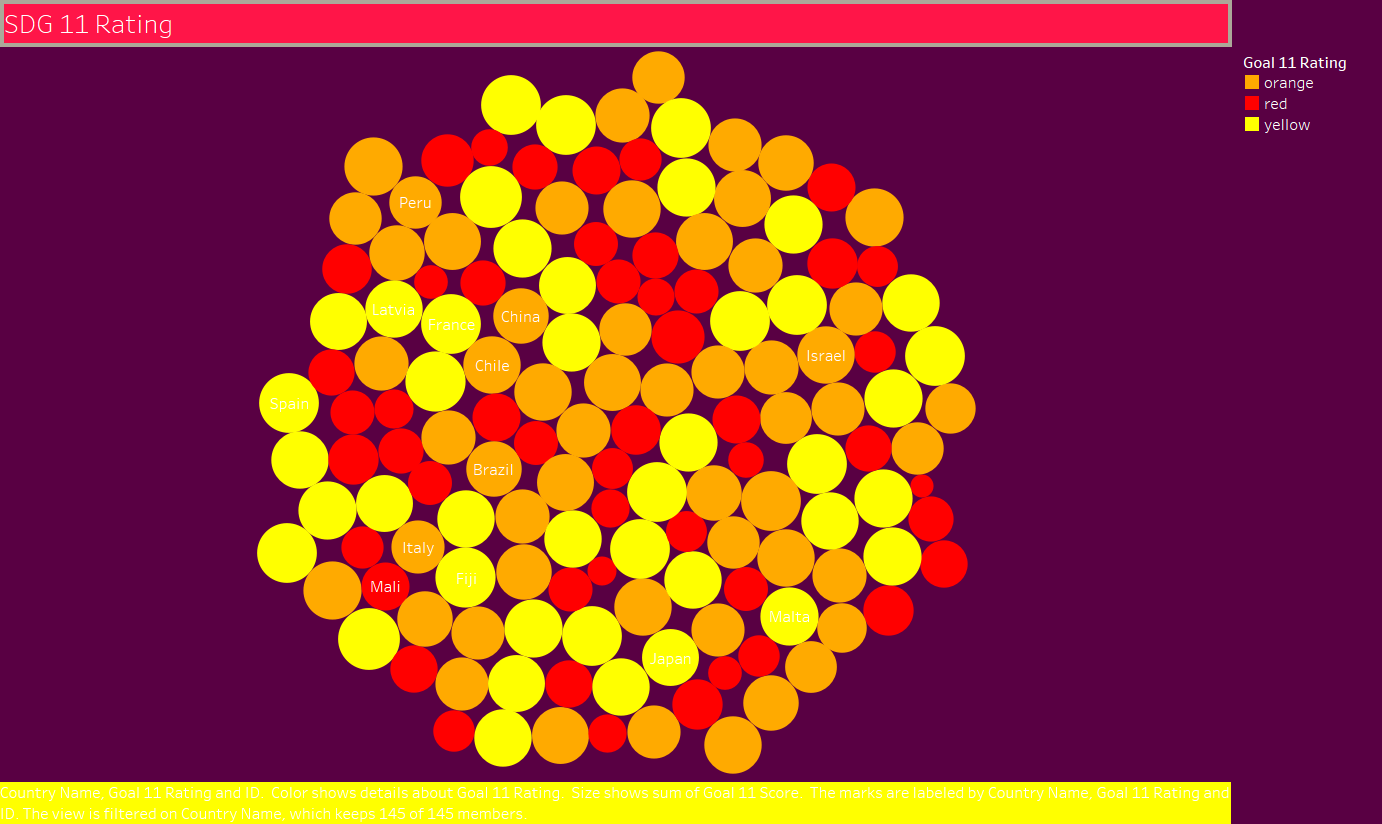 SDG 11 Rating
Goal 11 Rating
orange
red
yellow
Peru
Latvia
France
China
Chile
Israel
Spain
Brazil
Italy
Fiji
Mali
Malta
Japan
Country Name, Goal 11 Rating and ID. Color shows details about Goal 11 Rating. Size shows sum of Goal 11 Score. The marks are labeled by Country Name, Goal 11 Rating and
ID. The view is filtered on Country Name, which keeps 145 of 145 members.